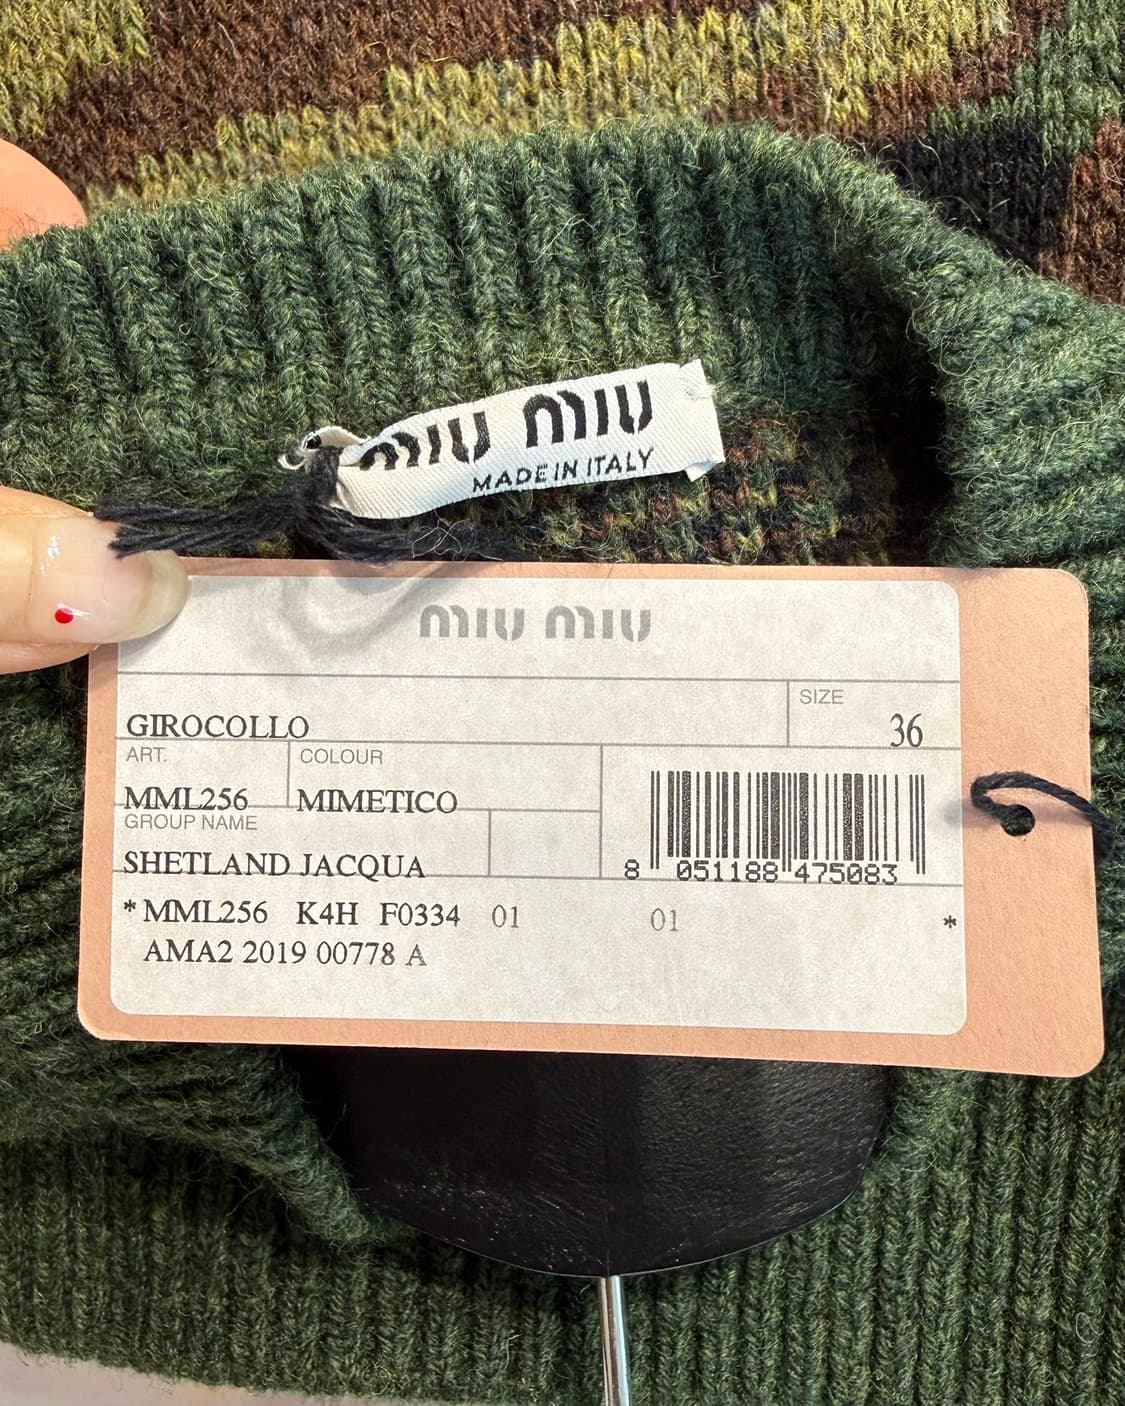 MIU MIU
MADE IN ITALY
MIU MIU
SIZE
GIROCOLLO 36
ART. COLOUR
MML256 MIMETICO
GROUP NAME
SHETLAND JACQUA
8 051188 475083
* MML256 K4H F0334 01 01 *
AMA2 2019 00778 A